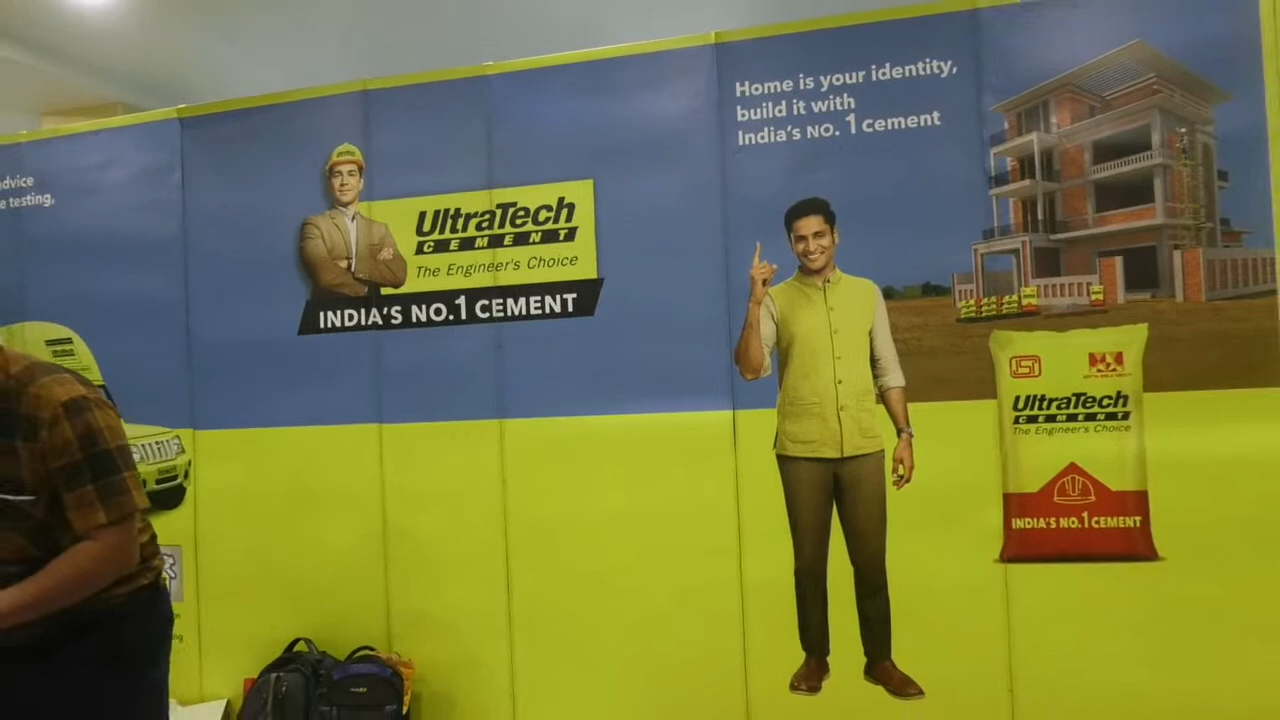 advice
e testing,
UltraTech
CEMENT
The Engineer's Choice
INDIA'S NO.1 CEMENT
Home is your identity,
build it with
India's NO. 1 cement
UltraTech
CEMENT
The Engineer's Choice
INDIA'S NO.1 CEMENT
UltraTech